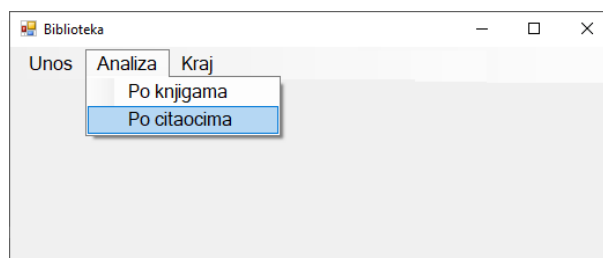 Biblioteka
Unos Analiza Kraj
Po knjigama
Po citaocima